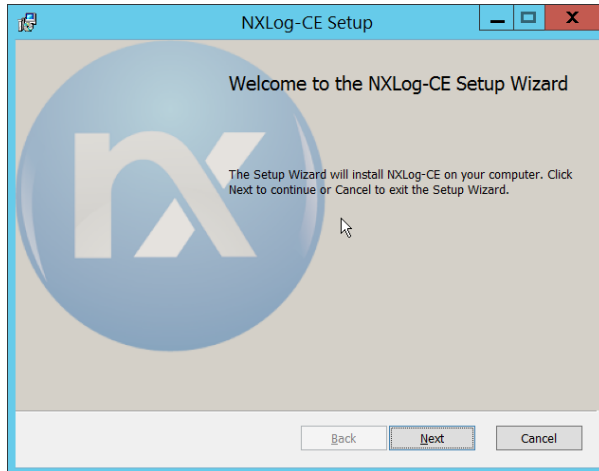 NXLog-CE Setup
Welcome to the NXLog-CE Setup Wizard
The Setup Wizard will install NXLog-CE on your computer. Click
Next to continue or Cancel to exit the Setup Wizard.
nx
Back Next Cancel